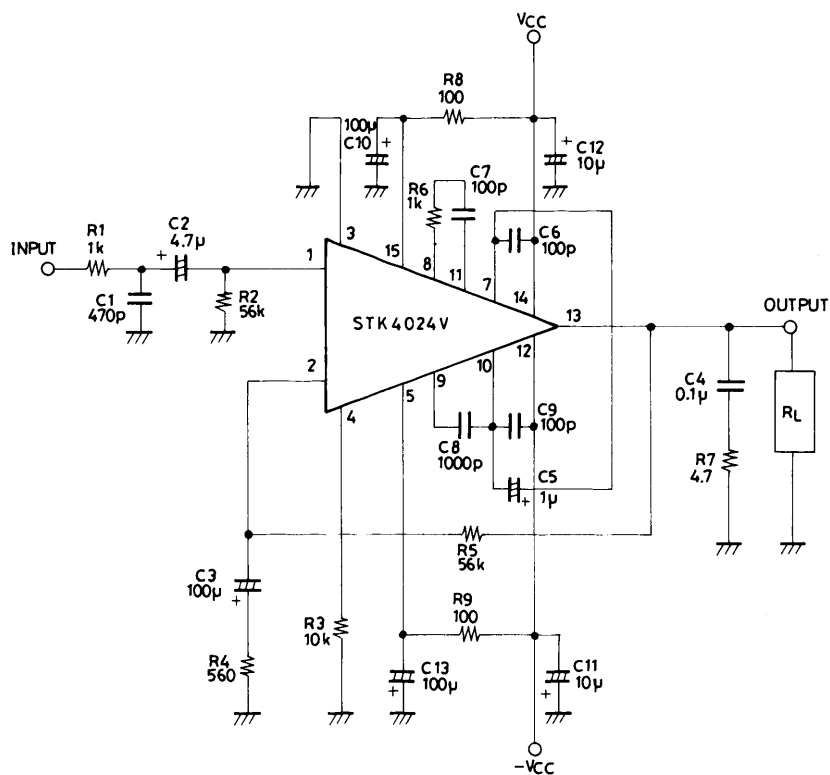 VCC
R8
100
100µ
C10
+
+
C12
10µ
C7
100p
R6
1k
C6
100p
3
15
8
11
7
14
INPUT
R1
1k
C2
+
4.7µ
1
C1
470p
R2
56k
STK4024V
13
OUTPUT
2
4
5
9
10
12
C8
1000p
C9
100p
C5
+
1µ
C4
0.1µ
R7
4.7
RL
R5
56k
C3
100µ
+
R4
560
R3
10k
R9
100
C13
100µ
+
C11
10µ
+
-VCC